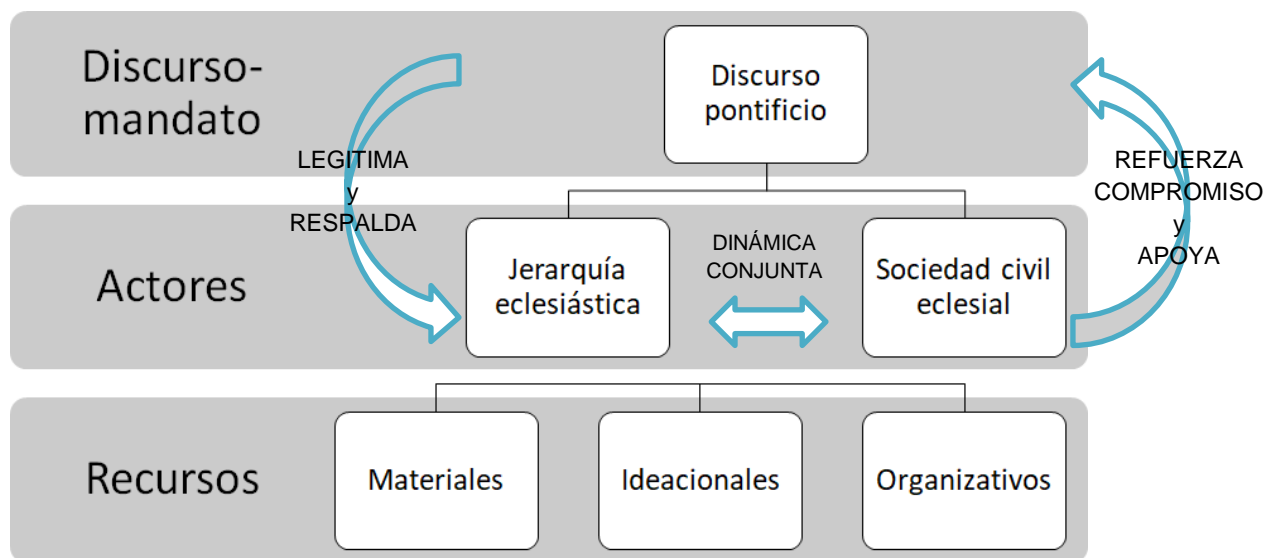 Discurso-
mandato
Discurso
pontificio
LEGITIMA
y
RESPALDA
REFUERZA
COMPROMISO
y
APOYA
Actores
Jerarquía
eclesiástica
DINÁMICA
CONJUNTA
Sociedad civil
eclesial
Recursos
Materiales
Ideacionales
Organizativos